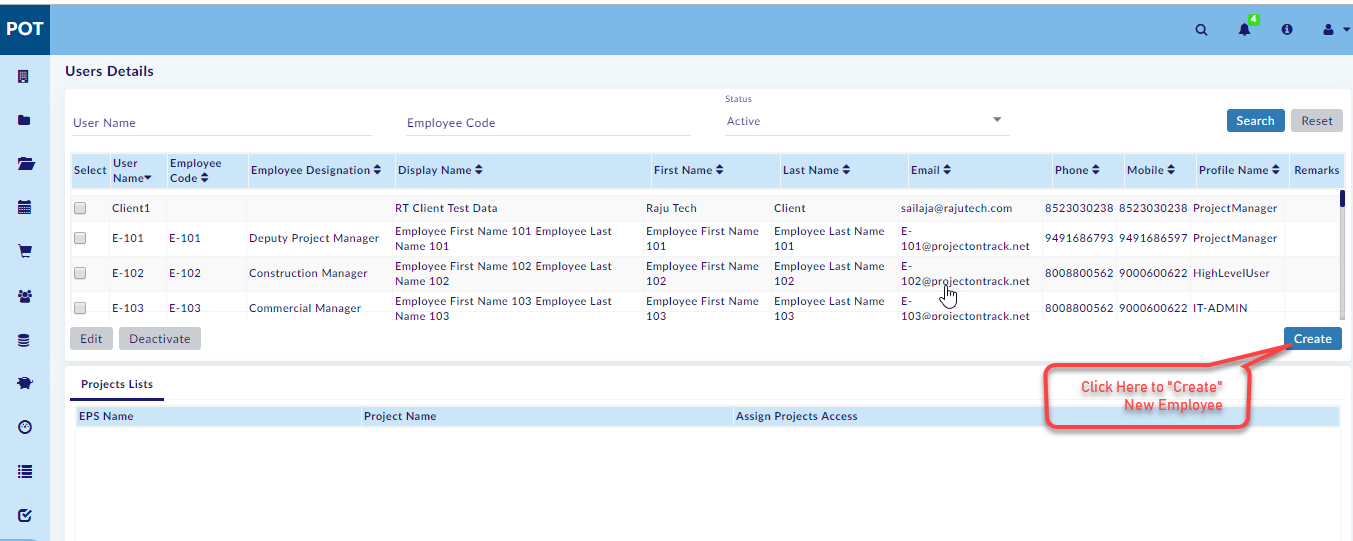 POT
4
Users Details
Status
User Name Employee Code Active Search Reset
Select User Name Employee Code Employee Designation Display Name First Name Last Name Email Phone Mobile Profile Name Remarks
Client1 RT Client Test Data Raju Tech Client sailaja@rajutech.com 8523030238 8523030238 ProjectManager
E-101 E-101 Deputy Project Manager Employee First Name 101 Employee Last Name 101 Employee First Name 101 Employee Last Name 101 E-101@projectontrack.net 9491686793 9491686597 ProjectManager
E-102 E-102 Construction Manager Employee First Name 102 Employee Last Name 102 Employee First Name 102 Employee Last Name 102 E-102@projectontrack.net 8008800562 9000600622 HighLevelUser
E-103 E-103 Commercial Manager Employee First Name 103 Employee Last Name 103 Employee First Name 103 Employee Last Name 103 E-103@projectontrack.net 8008800562 9000600622 IT-ADMIN
Edit Deactivate Create
Click Here to "Create"
New Employee
Projects Lists
EPS Name Project Name Assign Projects Access